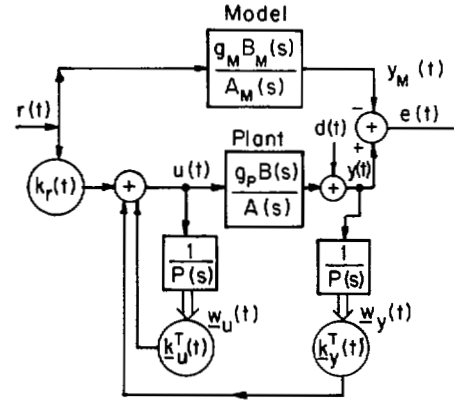 Model
g_M B_M(s)
A_M(s)
y_M(t)
r(t)
−
+
e(t)
+
Plant
d(t)
k_r(t)
+
u(t)
g_P B(s)
A(s)
+
y(t)
1
P(s)
1
P(s)
w_u(t)
w_y(t)
k_u^T(t)
k_y^T(t)